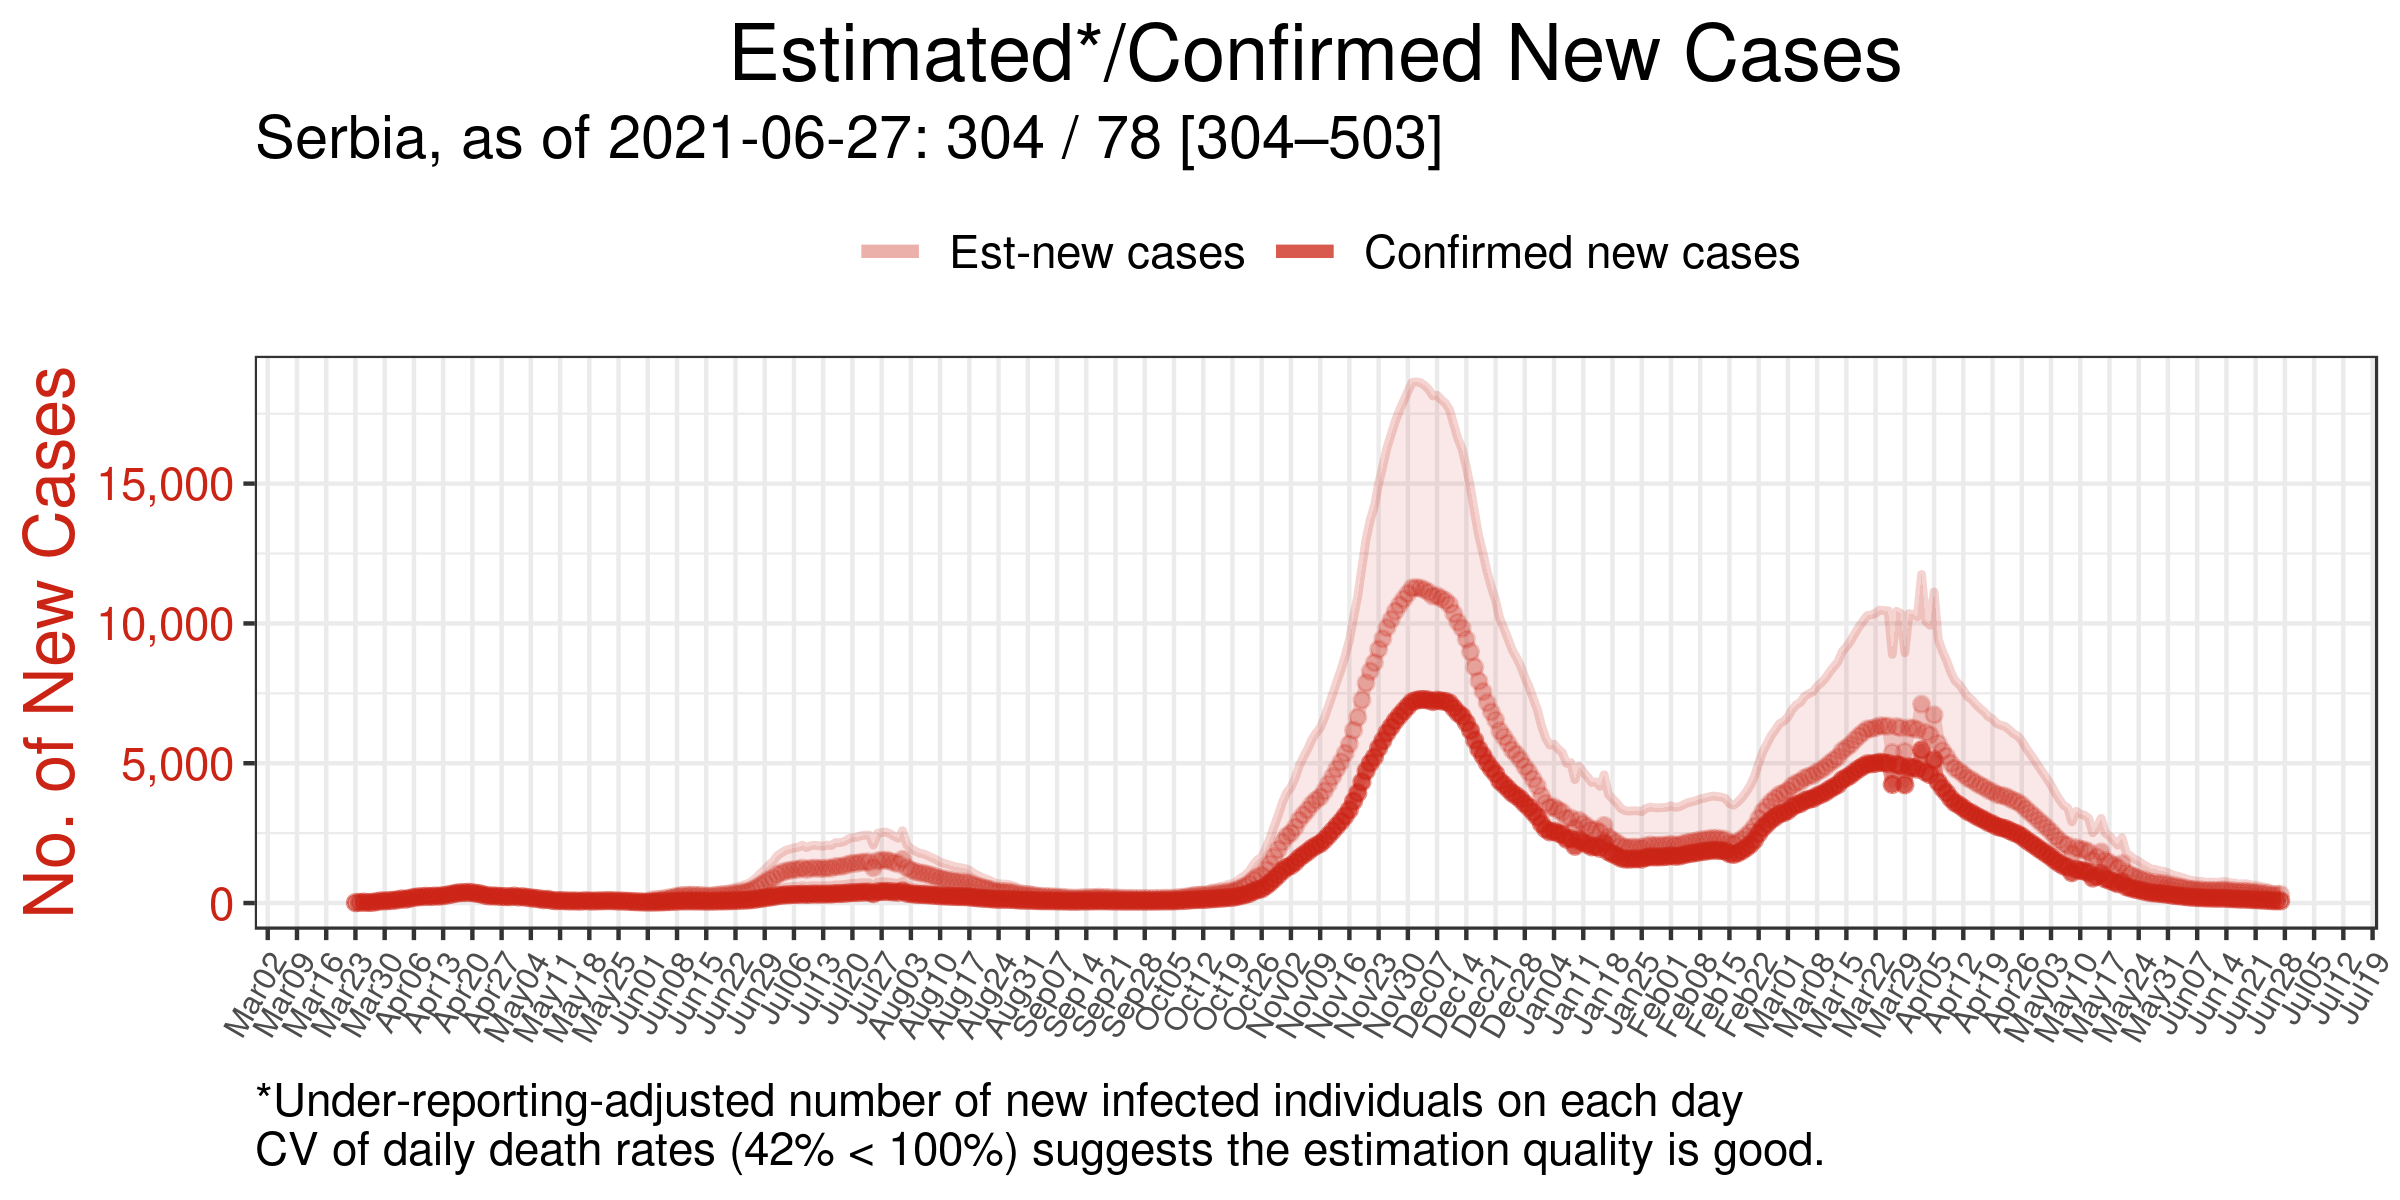 Estimated*/Confirmed New Cases
Serbia, as of 2021-06-27: 304 / 78 [304–503]
Est-new cases Confirmed new cases
No. of New Cases
15,000
10,000
5,000
0
Mar02 Mar09 Mar16 Mar23 Mar30 Apr06 Apr13 Apr20 Apr27 May04 May11 May18 May25 Jun01 Jun08 Jun15 Jun22 Jun29 Jul06 Jul13 Jul20 Jul27 Aug03 Aug10 Aug17 Aug24 Aug31 Sep07 Sep14 Sep21 Sep28 Oct05 Oct12 Oct19 Oct26 Nov02 Nov09 Nov16 Nov23 Nov30 Dec07 Dec14 Dec21 Dec28 Jan04 Jan11 Jan18 Jan25 Feb01 Feb08 Feb15 Feb22 Mar01 Mar08 Mar15 Mar22 Mar29 Apr05 Apr12 Apr19 Apr26 May03 May10 May17 May24 May31 Jun07 Jun14 Jun21 Jun28 Jul05 Jul12 Jul19
*Under-reporting-adjusted number of new infected individuals on each day
CV of daily death rates (42% < 100%) suggests the estimation quality is good.